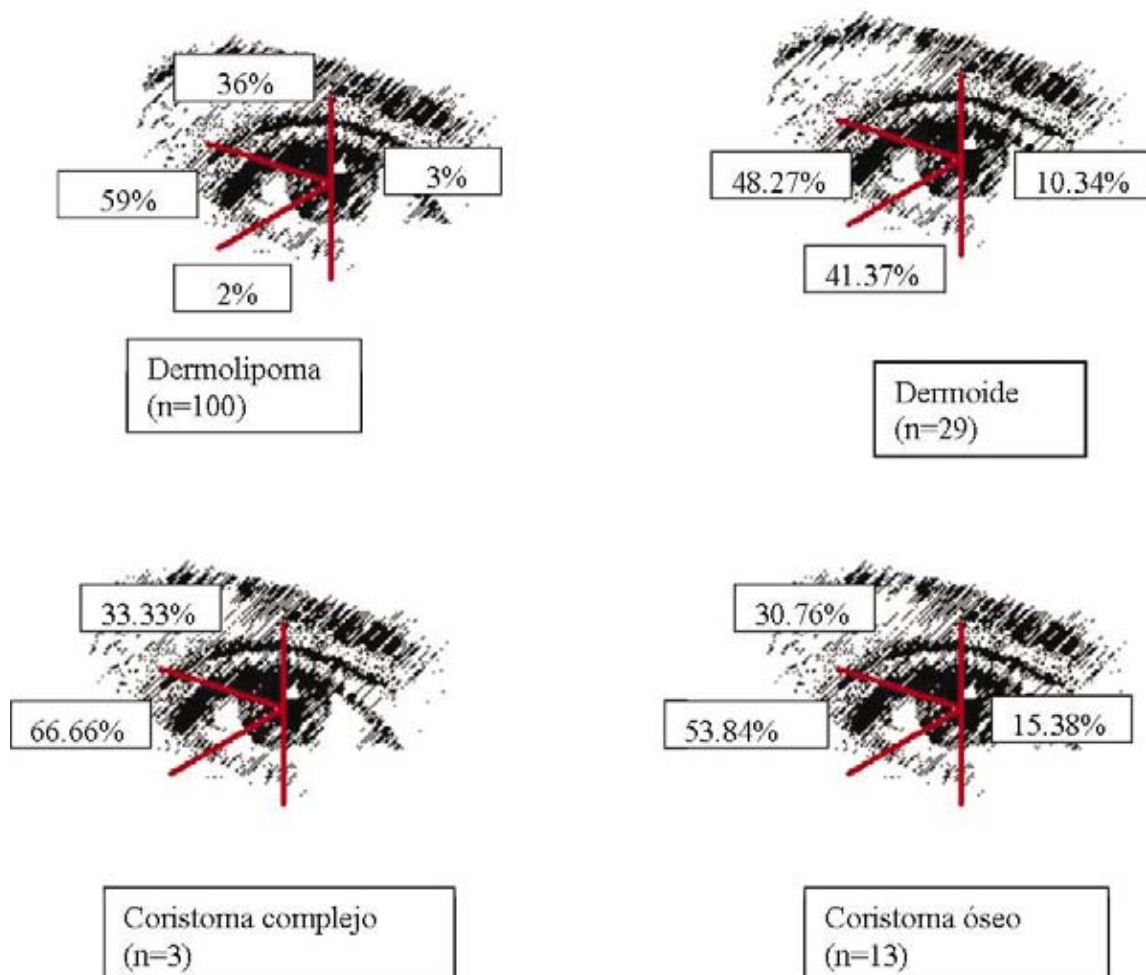 36%
59%
3%
2%
Dermolipoma
(n=100)
48.27%
10.34%
41.37%
Dermoide
(n=29)
33.33%
66.66%
Coristoma complejo
(n=3)
30.76%
53.84%
15.38%
Coristoma óseo
(n=13)